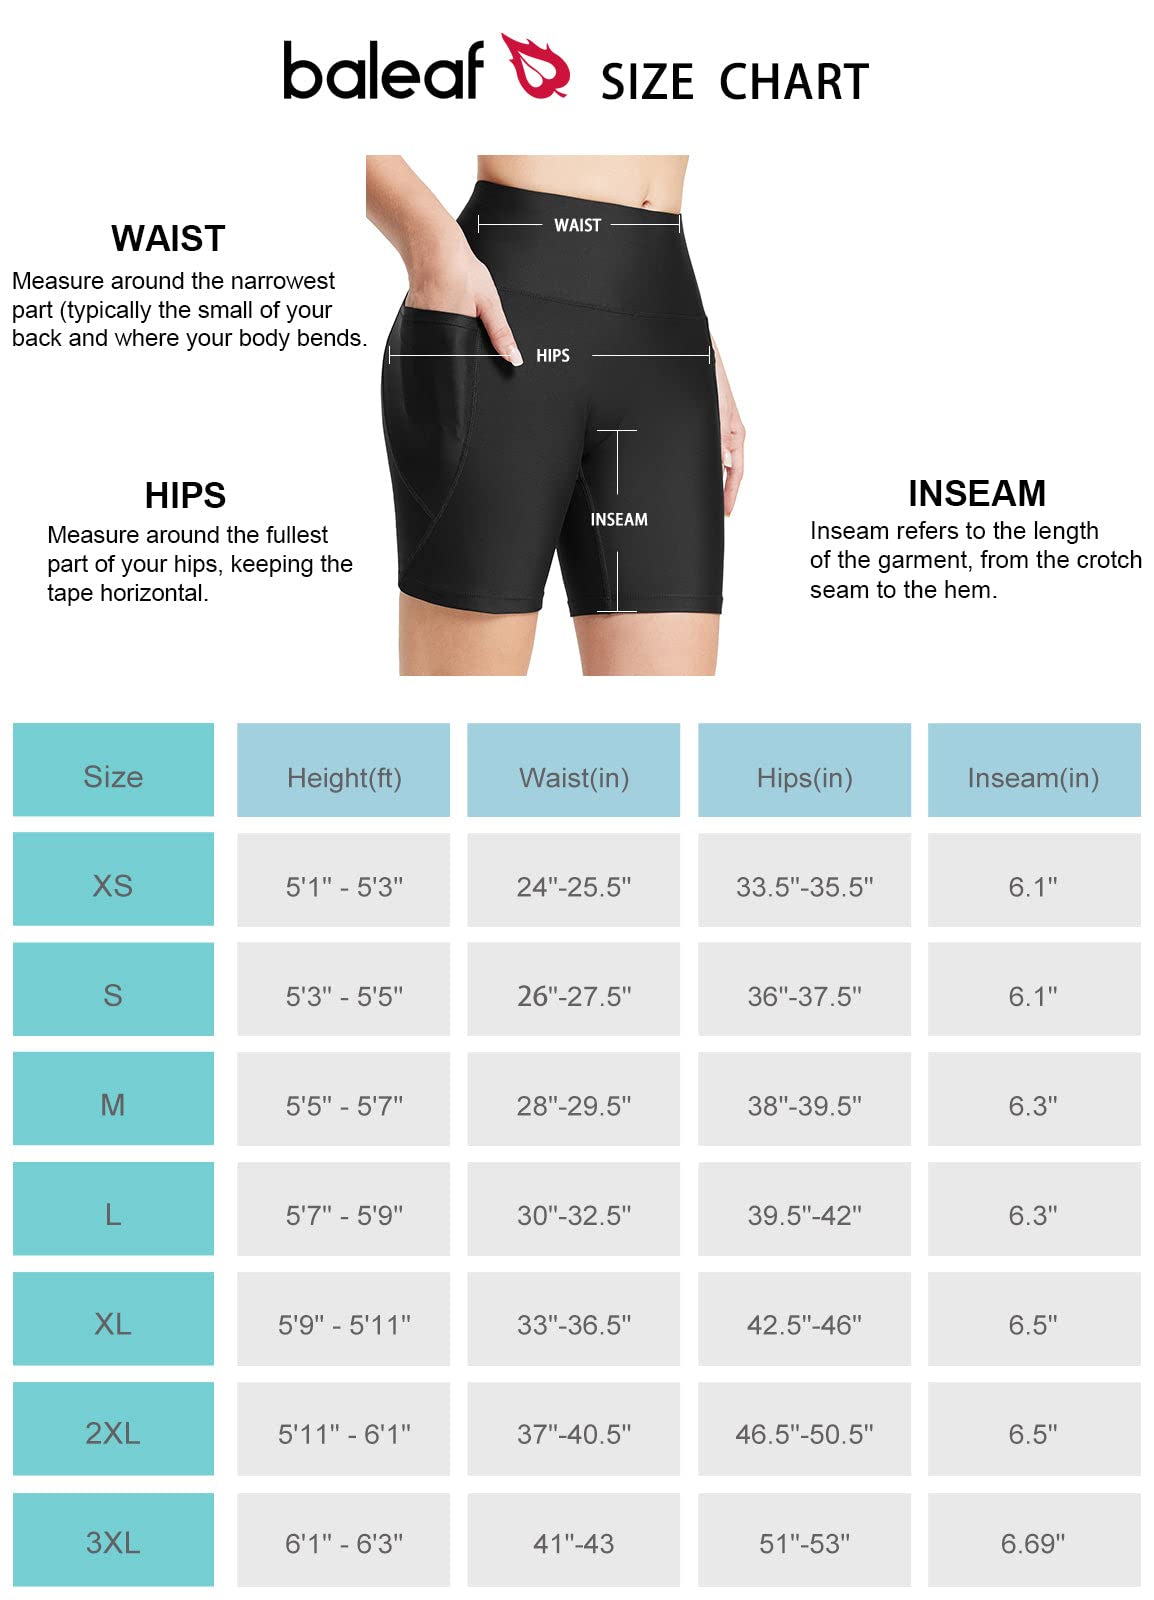 baleaf SIZE CHART
WAIST
Measure around the narrowest
part (typically the small of your
back and where your body bends.
WAIST
HIPS
HIPS
Measure around the fullest
part of your hips, keeping the
tape horizontal.
INSEAM
INSEAM
Inseam refers to the length
of the garment, from the crotch
seam to the hem.
Size Height(ft) Waist(in) Hips(in) Inseam(in)
XS 5'1" - 5'3" 24"-25.5" 33.5"-35.5" 6.1"
S 5'3" - 5'5" 26"-27.5" 36"-37.5" 6.1"
M 5'5" - 5'7" 28"-29.5" 38"-39.5" 6.3"
L 5'7" - 5'9" 30"-32.5" 39.5"-42" 6.3"
XL 5'9" - 5'11" 33"-36.5" 42.5"-46" 6.5"
2XL 5'11" - 6'1" 37"-40.5" 46.5"-50.5" 6.5"
3XL 6'1" - 6'3" 41"-43 51"-53" 6.69"